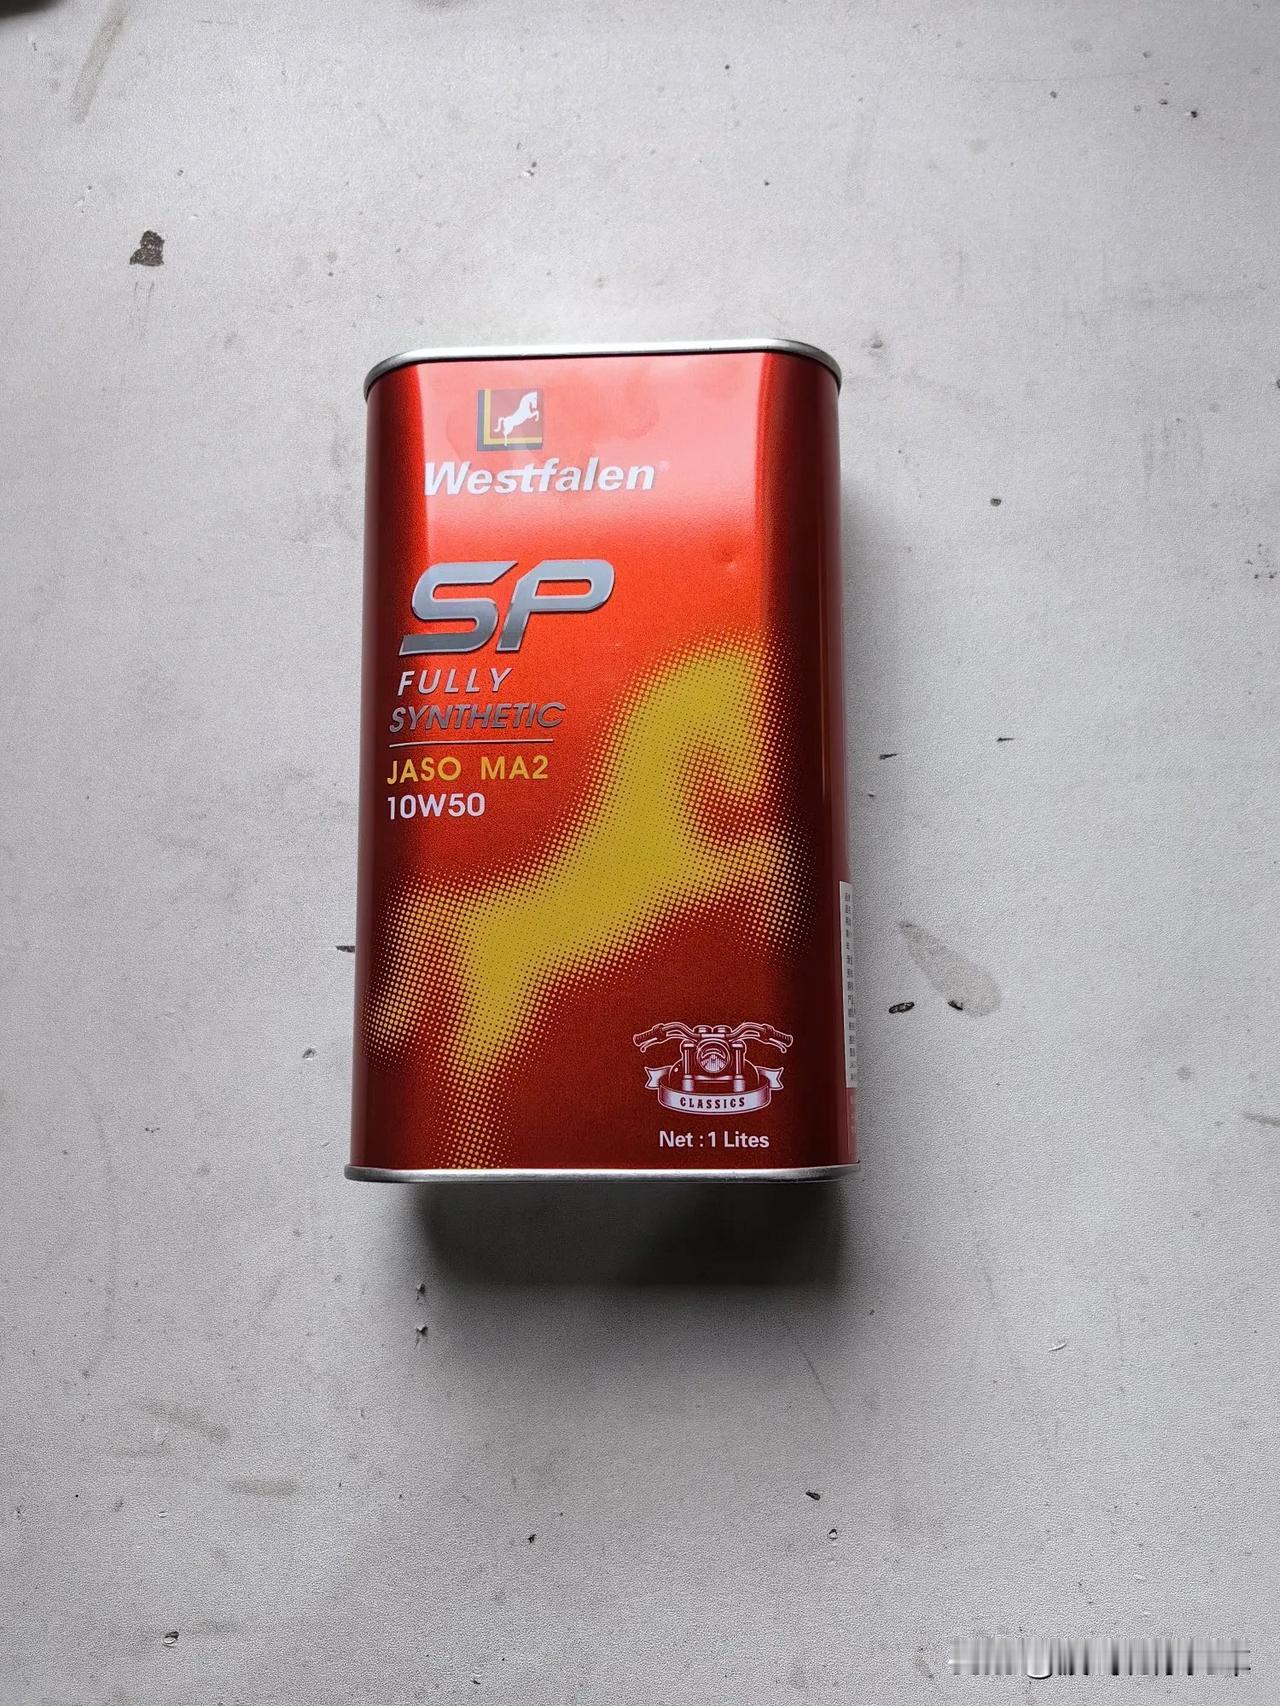 Westfalen
SP
FULLY
SYNTHETIC
JASO MA2
10W50
CLASSICS
Net : 1 Lites